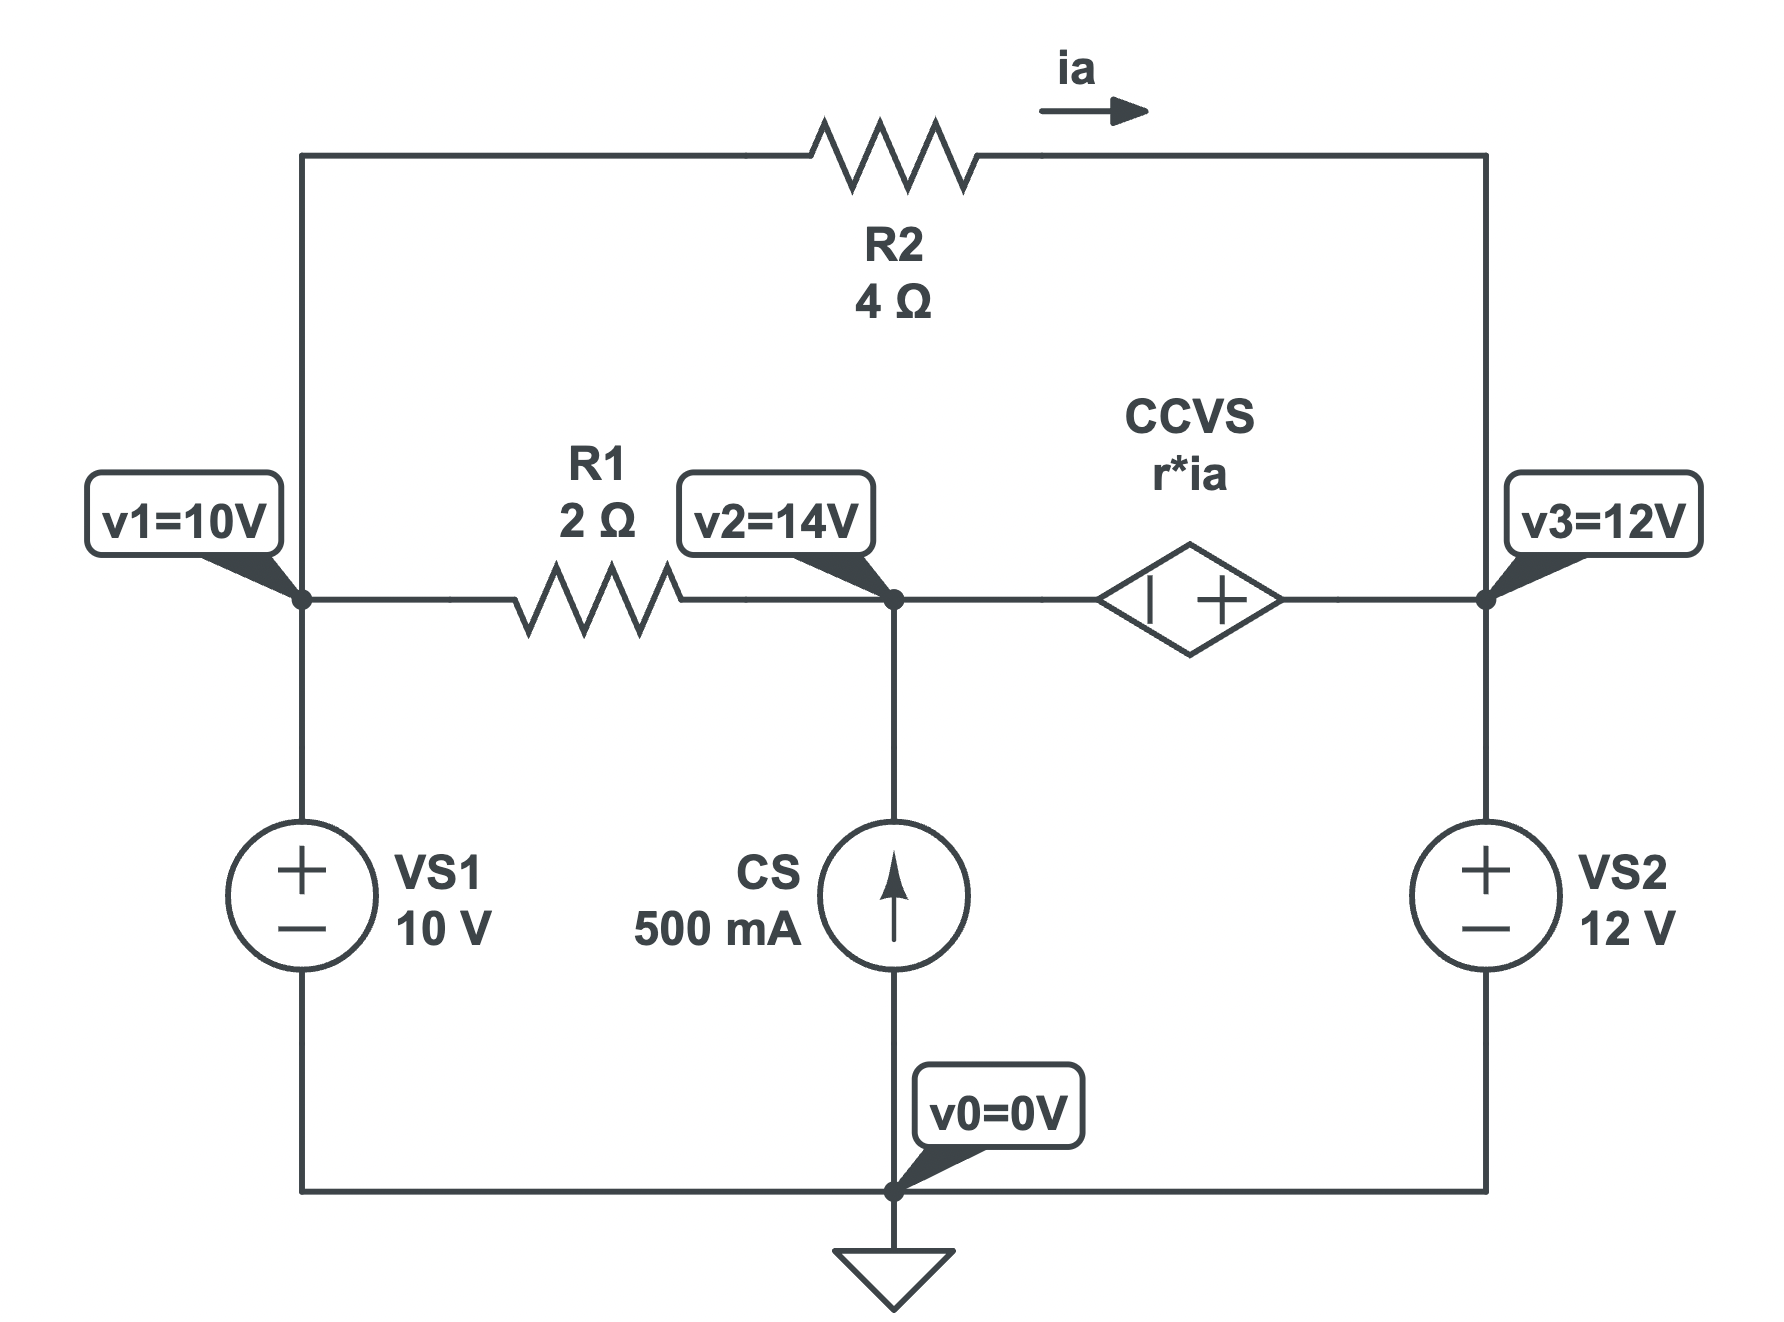 ia
R2
4 Ω
CCVS
r*ia
R1
2 Ω
v1=10V
v2=14V
v3=12V
VS1
10 V
CS
500 mA
VS2
12 V
v0=0V